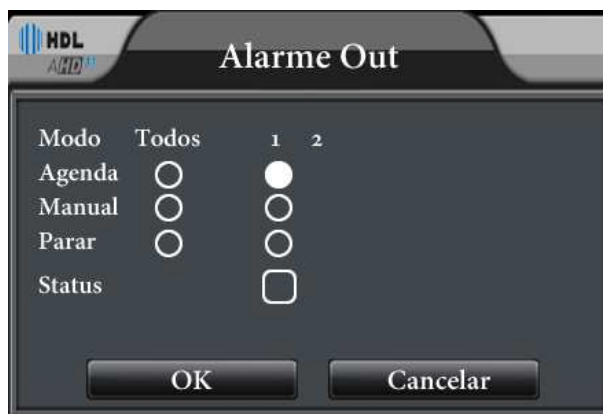 HDL
AHD
Alarme Out
Modo Todos 1 2
Agenda
Manual
Parar
Status
OK Cancelar